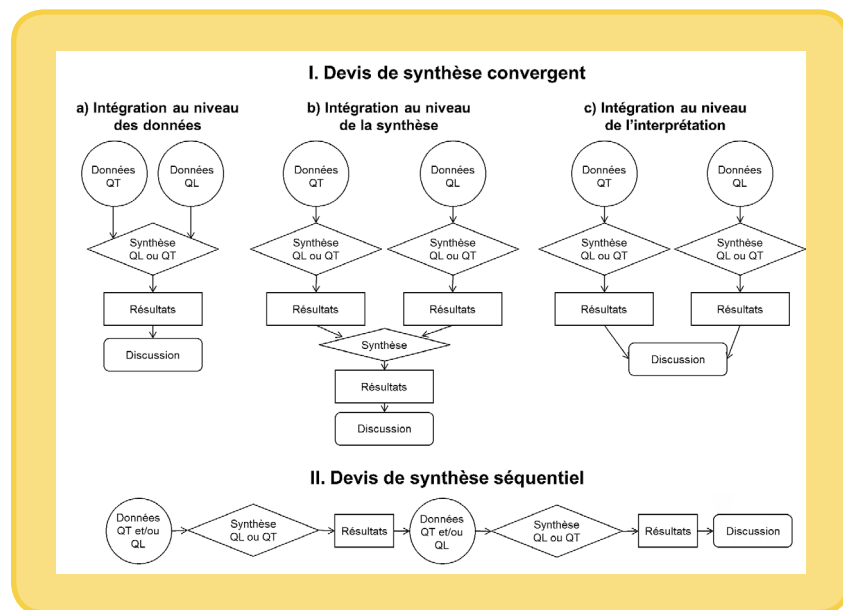 I. Devis de synthèse convergent
a) Intégration au niveau
des données
Données
QT
Données
QL
Synthèse
QL ou QT
Résultats
Discussion
b) Intégration au niveau
de la synthèse
Données
QT
Données
QL
Synthèse
QL ou QT
Synthèse
QL ou QT
Résultats
Résultats
Synthèse
Résultats
Discussion
c) Intégration au niveau
de l'interprétation
Données
QT
Données
QL
Synthèse
QL ou QT
Synthèse
QL ou QT
Résultats
Résultats
Discussion
II. Devis de synthèse séquentiel
Données
QT et/ou
QL
Synthèse
QL ou QT
Résultats
Données
QT et/ou
QL
Synthèse
QL ou QT
Résultats
Discussion